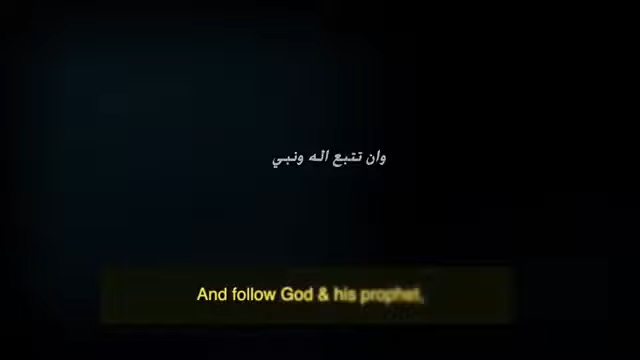 وان تتبع اله ونبي
And follow God & his prophet,